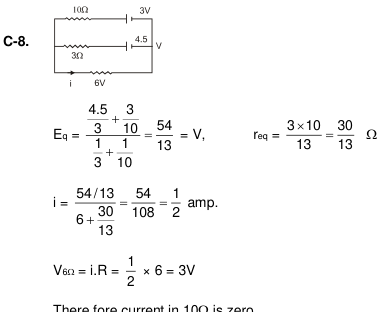 10Ω 3V
C-8. 4.5 V
3Ω
i 6V
Eq = (4.5/3 + 3/10) / (1/3 + 1/10) = 54/13 = V, req = 3×10/13 = 30/13 Ω
i = (54/13) / (6 + 30/13) = 54/108 = 1/2 amp.
V6Ω = i.R = 1/2 × 6 = 3V
There fore current in 10Ω is zero